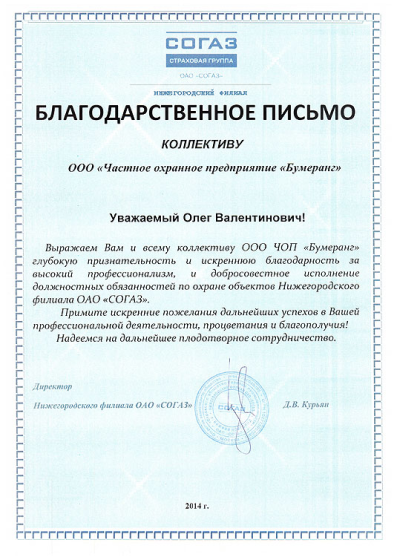 СОГАЗ
СТРАХОВАЯ ГРУППА
ОАО «СОГАЗ»
НИЖЕГОРОДСКИЙ ФИЛИАЛ
БЛАГОДАРСТВЕННОЕ ПИСЬМО
КОЛЛЕКТИВУ
ООО «Частное охранное предприятие «Бумеранг»
Уважаемый Олег Валентинович!
Выражаем Вам и всему коллективу ООО ЧОП «Бумеранг»
глубокую признательность и искреннюю благодарность за
высокий профессионализм, и добросовестное исполнение
должностных обязанностей по охране объектов Нижегородского
филиала ОАО «СОГАЗ».
Примите искренние пожелания дальнейших успехов в Вашей
профессиональной деятельности, процветания и благополучия!
Надеемся на дальнейшее плодотворное сотрудничество.
Директор
Нижегородского филиала ОАО «СОГАЗ»
Д.В. Курьин
СОГАЗ
2014 г.